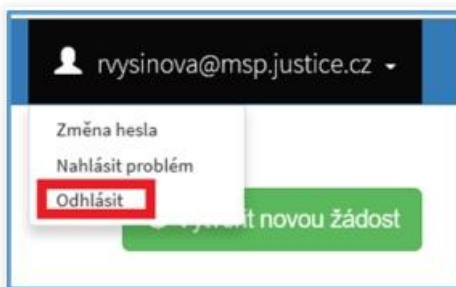 rvysinova@msp.justice.cz
Změna hesla
Nahlásit problém
Odhlásit
novou žádost